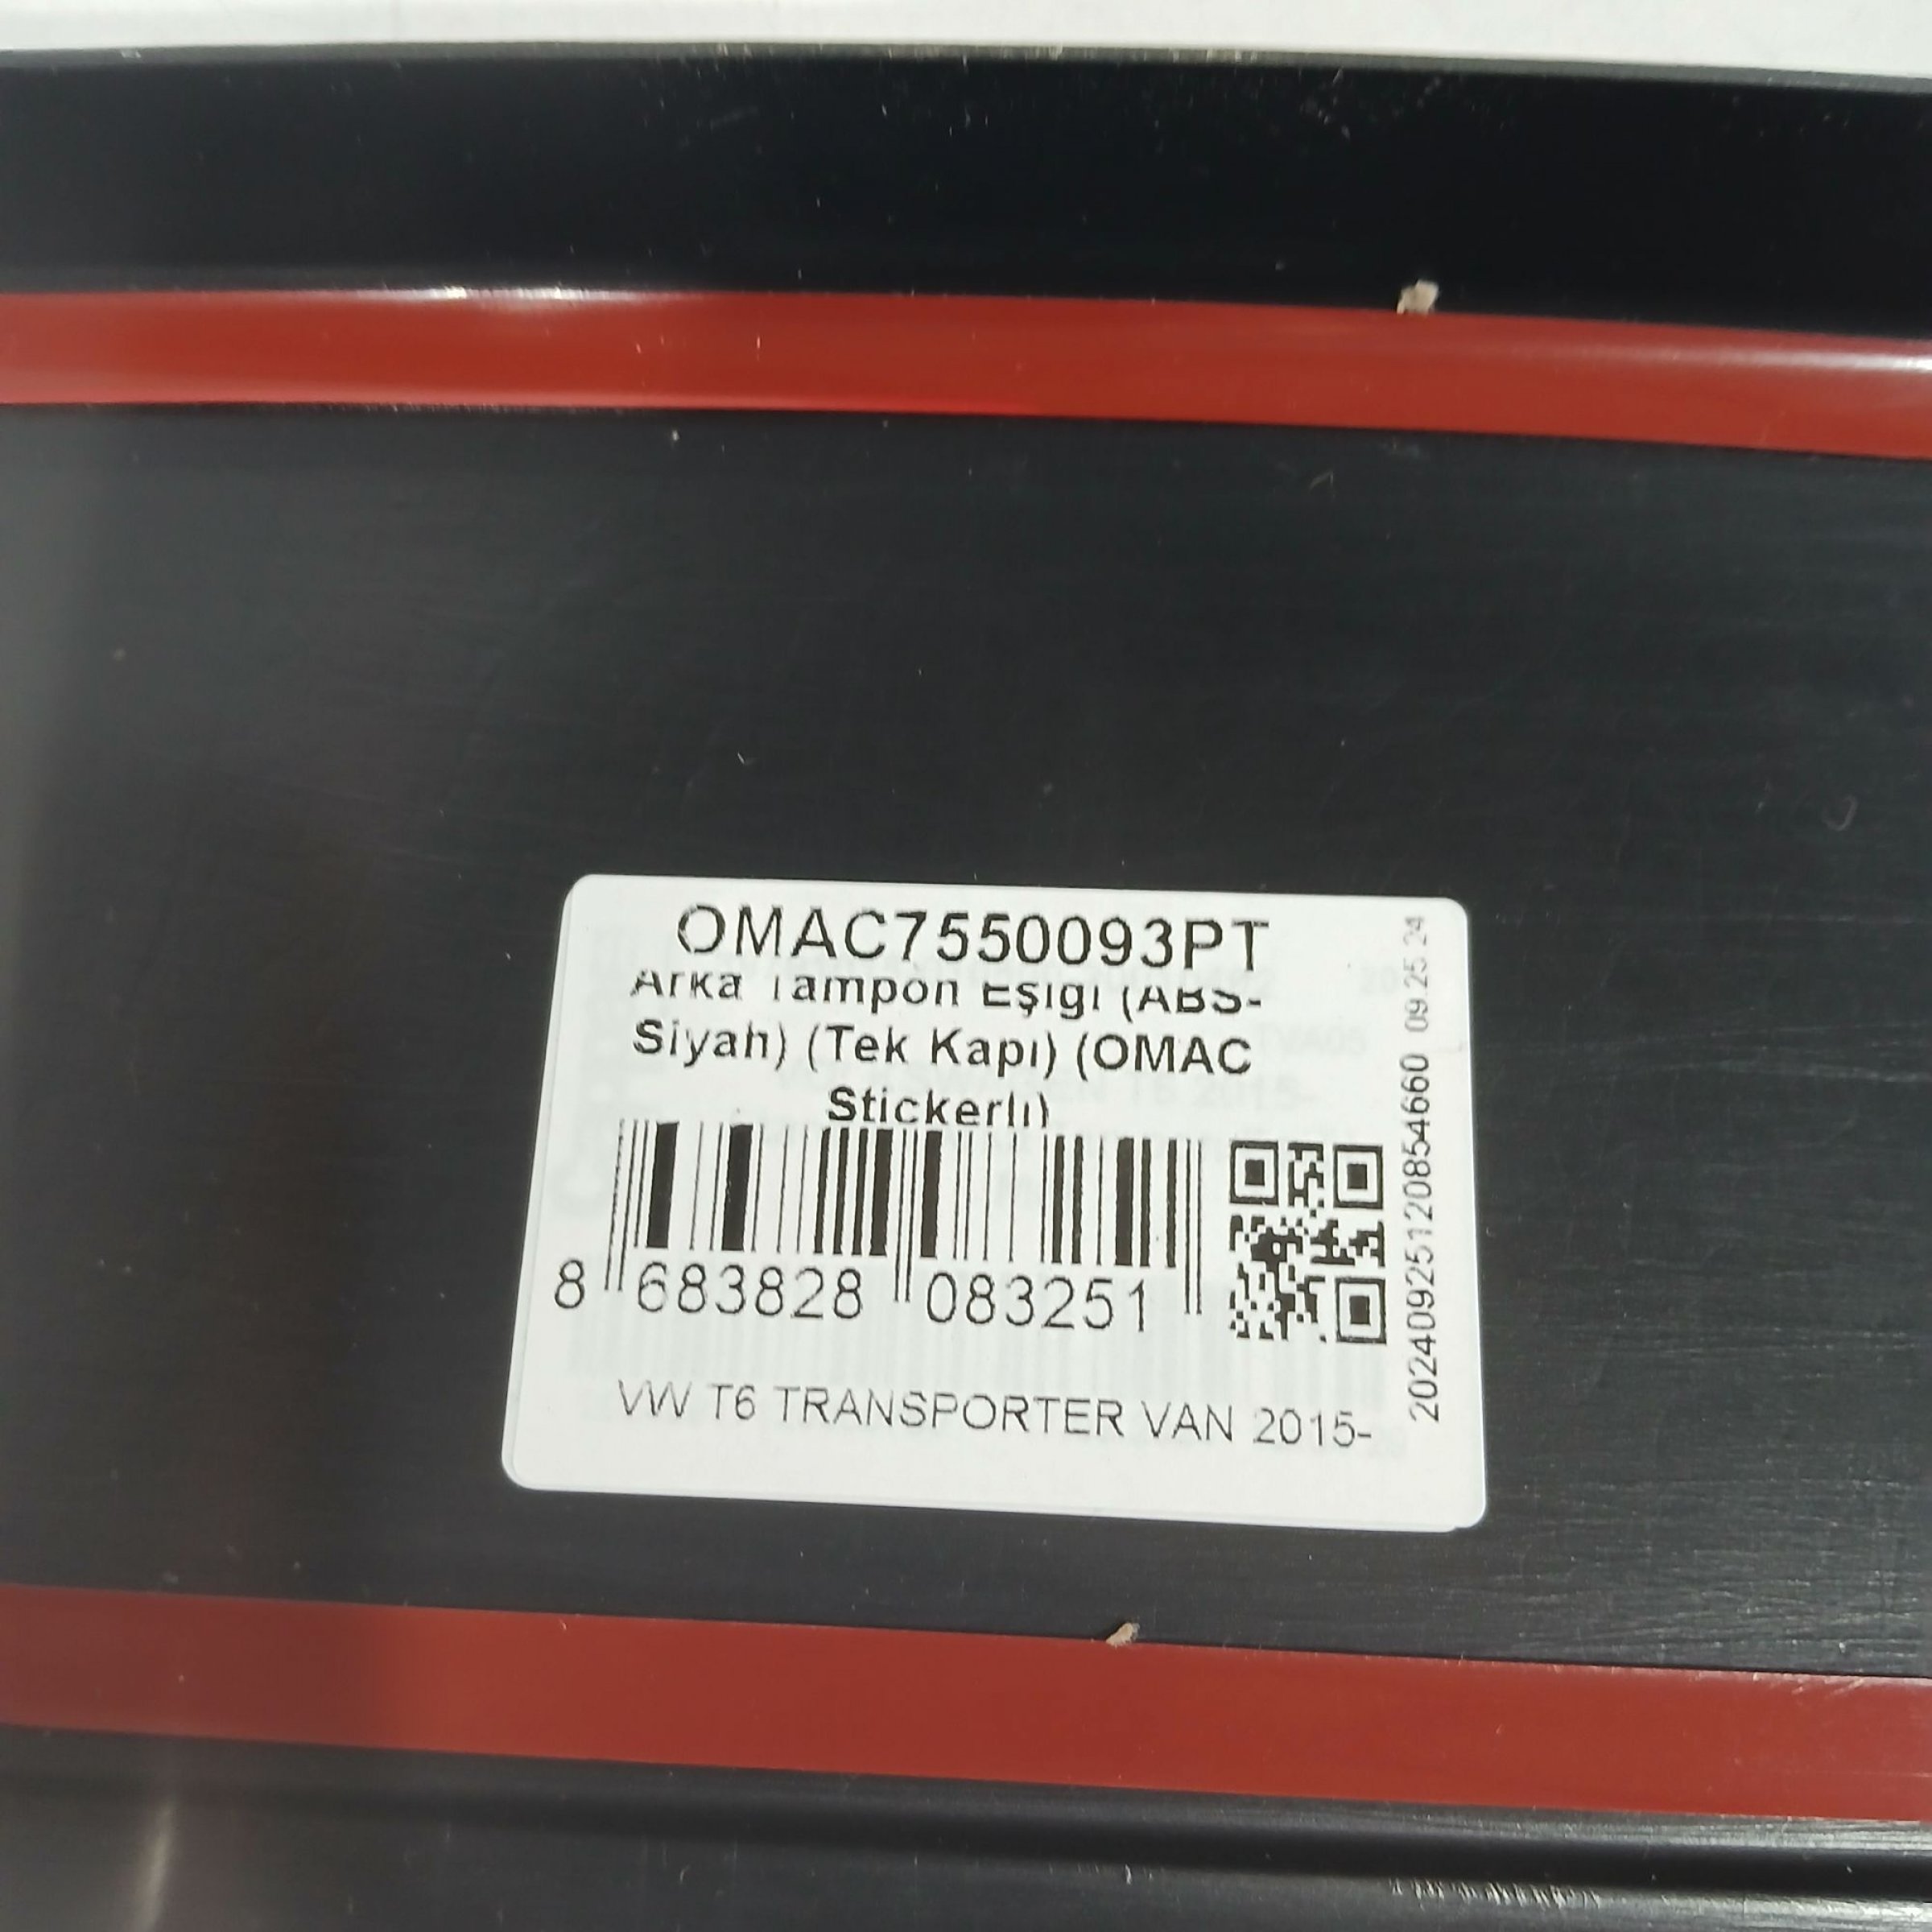 OMAC7550093PT
Arka Tampon Eşiği (ABS-
Siyah) (Tek Kapı) (OMAC
Stickerlı)
8 683828 083251
VW T6 TRANSPORTER VAN 2015-
20240925120854660 09 25 24